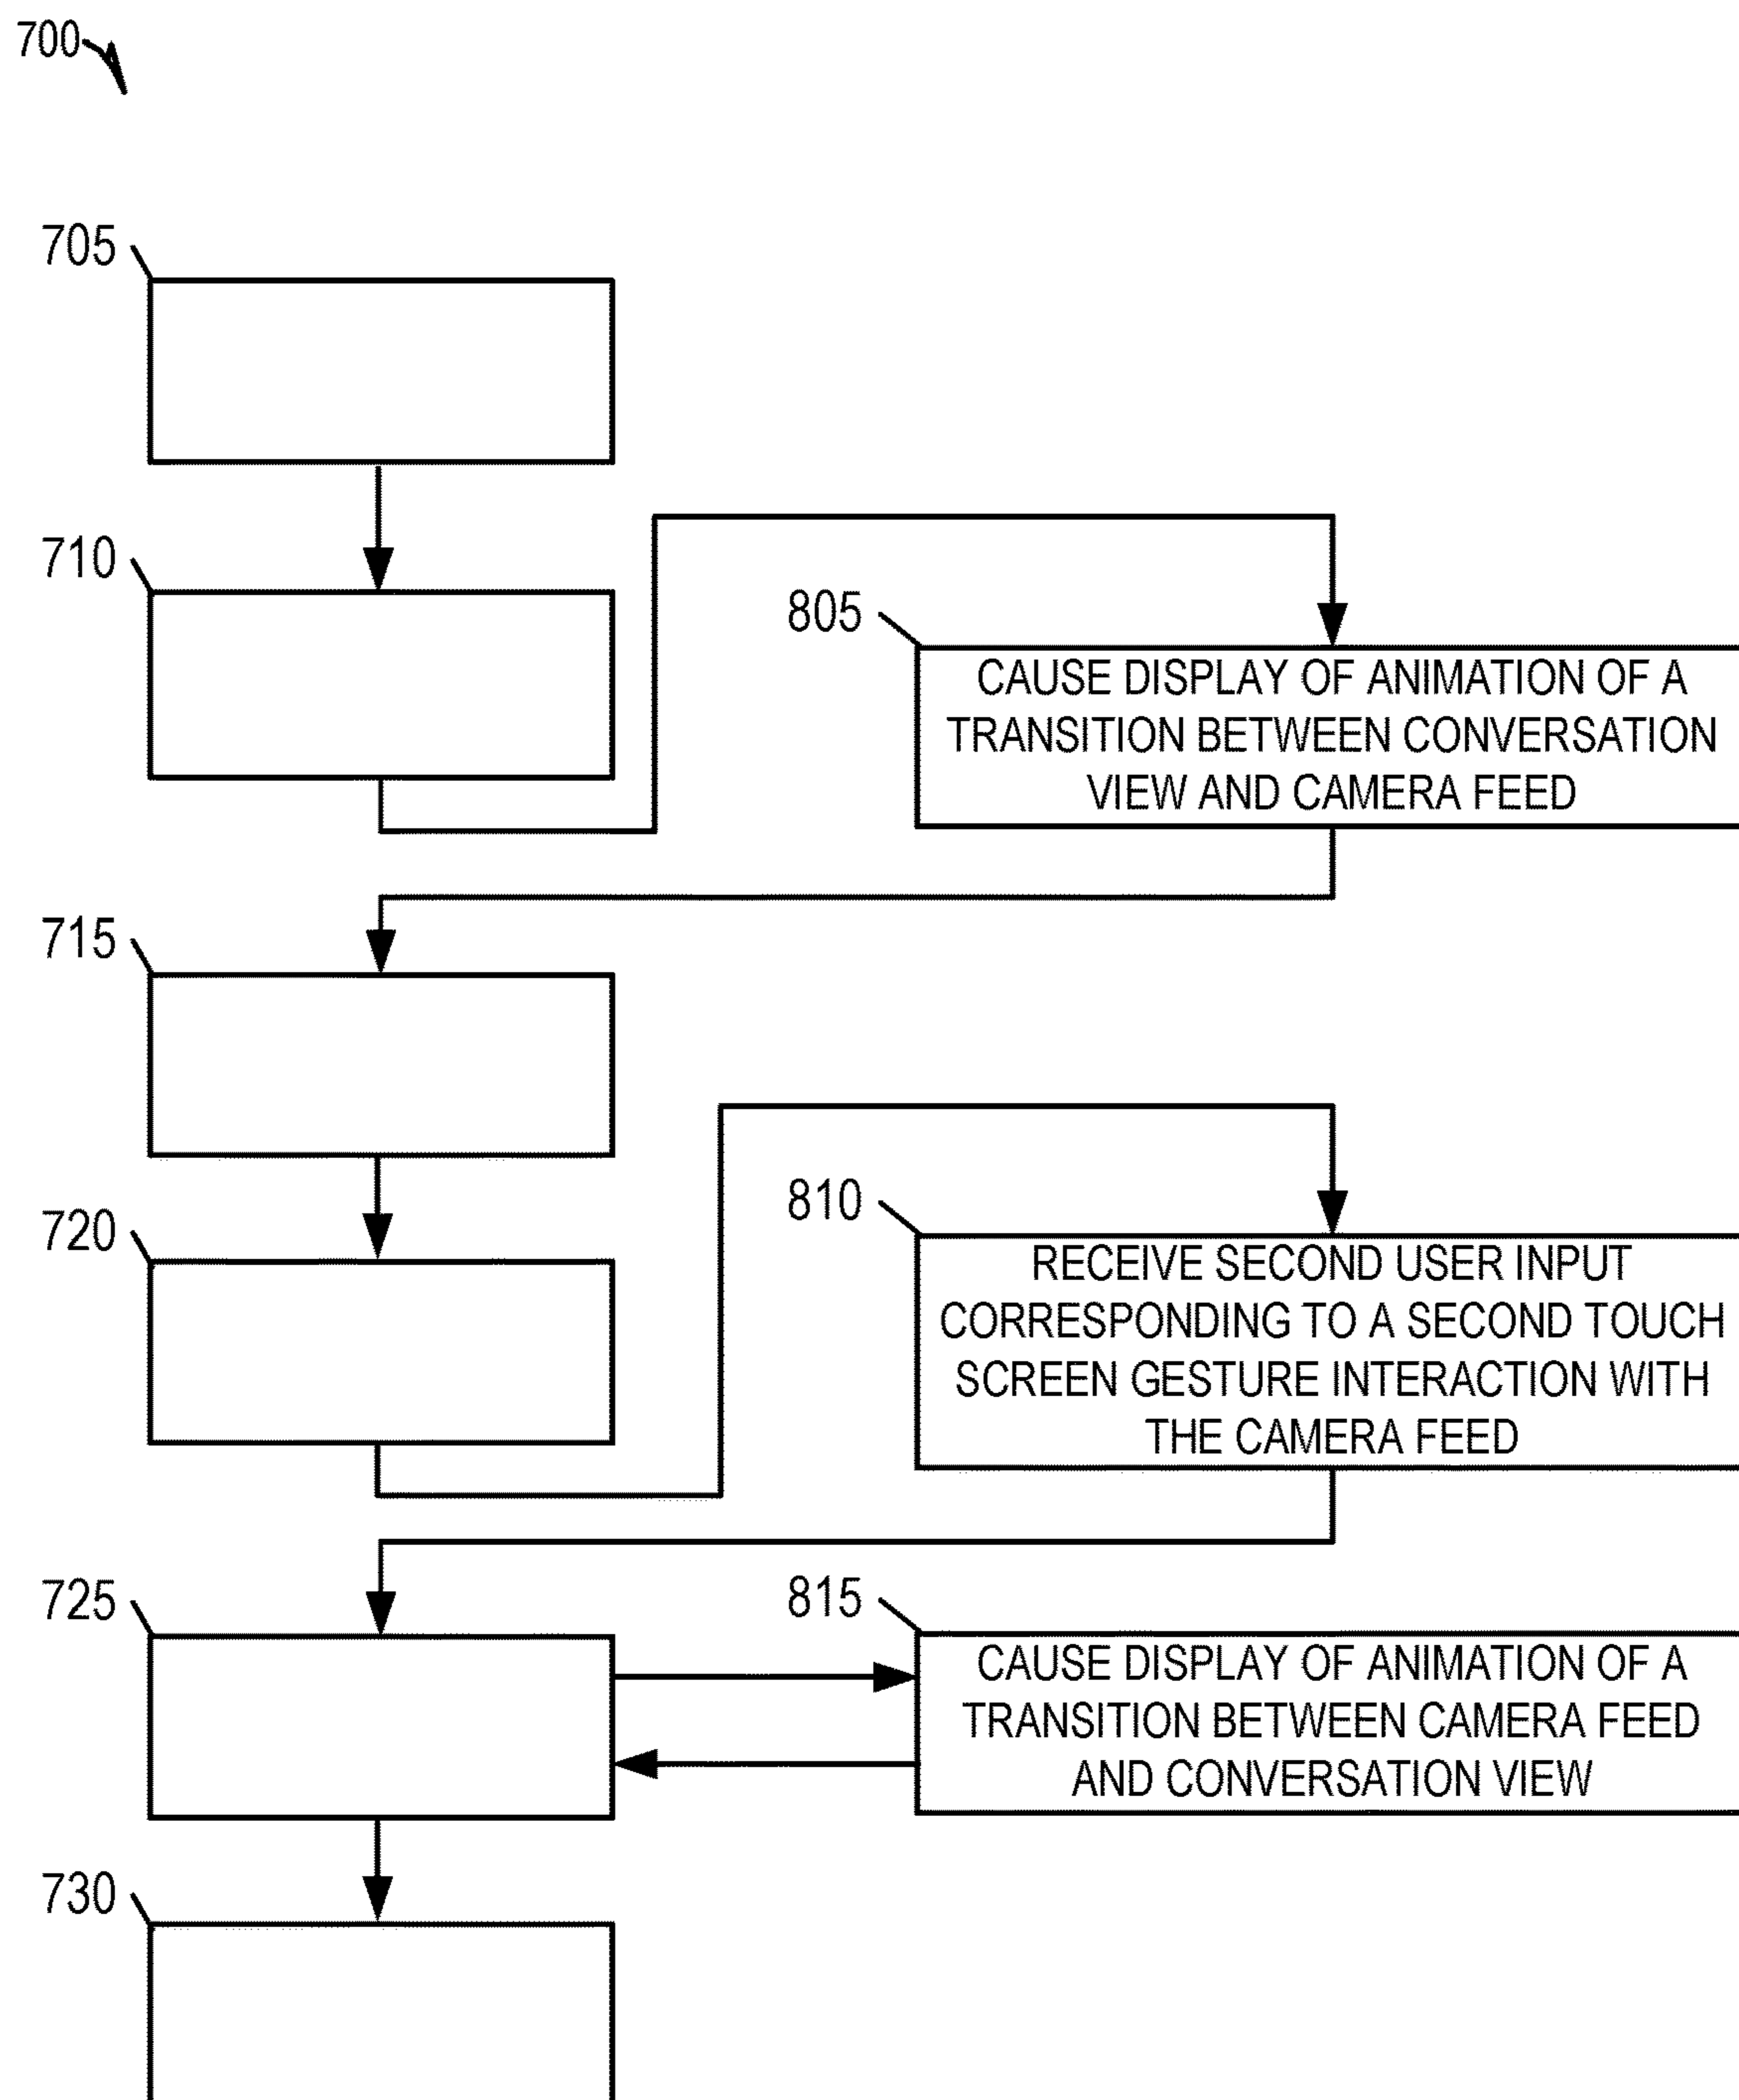 700
705
710
805
CAUSE DISPLAY OF ANIMATION OF A
TRANSITION BETWEEN CONVERSATION
VIEW AND CAMERA FEED
715
720
810
RECEIVE SECOND USER INPUT
CORRESPONDING TO A SECOND TOUCH
SCREEN GESTURE INTERACTION WITH
THE CAMERA FEED
725
815
CAUSE DISPLAY OF ANIMATION OF A
TRANSITION BETWEEN CAMERA FEED
AND CONVERSATION VIEW
730